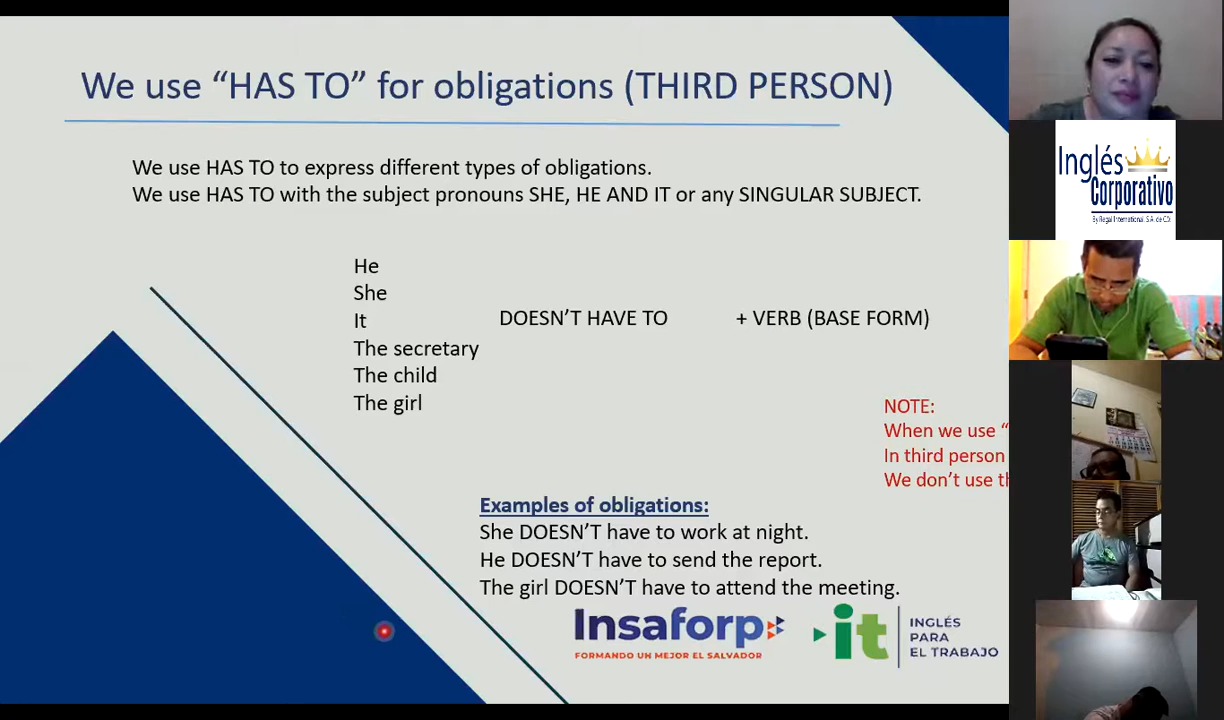 We use “HAS TO” for obligations (THIRD PERSON)
We use HAS TO to express different types of obligations.
We use HAS TO with the subject pronouns SHE, HE AND IT or any SINGULAR SUBJECT.
He
She
It
The secretary
The child
The girl
DOESN’T HAVE TO
+ VERB (BASE FORM)
NOTE:
When we use “
In third person
We don’t use
Examples of obligations:
She DOESN’T have to work at night.
He DOESN’T have to send the report.
The girl DOESN’T have to attend the meeting.
Insaforp
FORMANDO UN MEJOR EL SALVADOR
it
INGLÉS
PARA
EL TRABAJO
Inglés
Corporativo
By Regal International, S.A. de C.V.